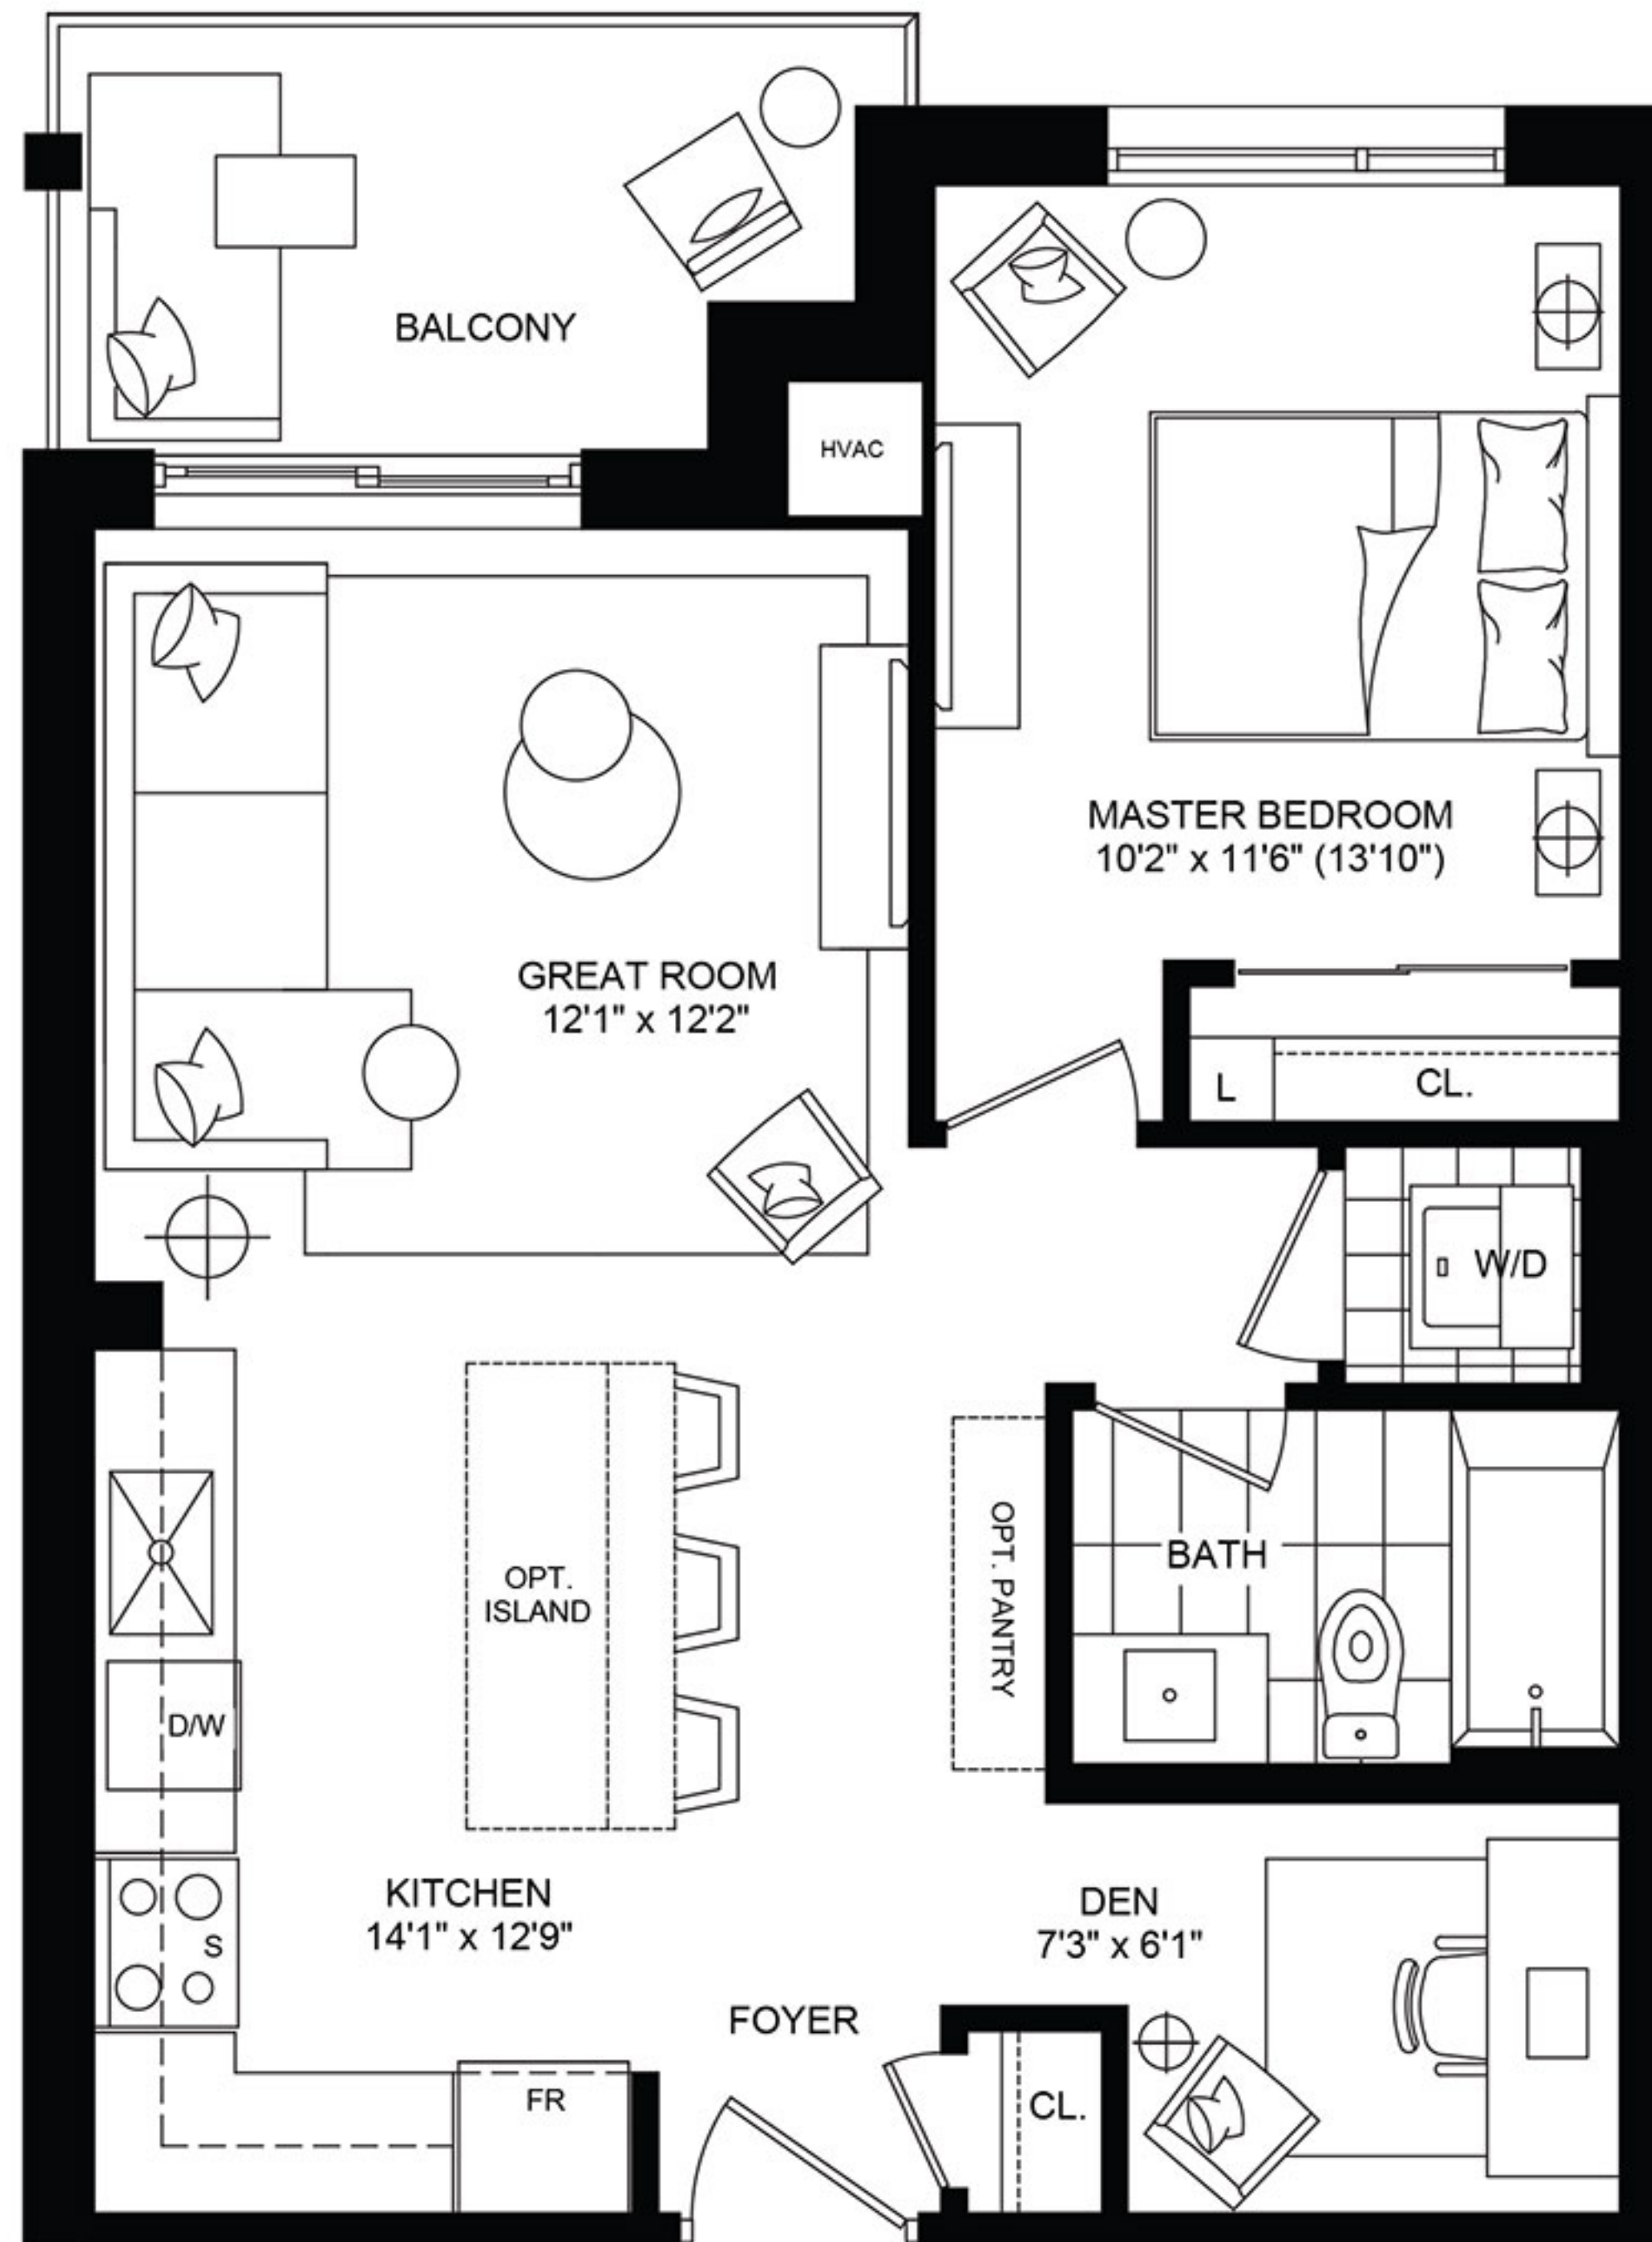 BALCONY
HVAC
MASTER BEDROOM
10'2" x 11'6" (13'10")
GREAT ROOM
12'1" x 12'2"
L
CL.
W/D
OPT.
ISLAND
OPT. PANTRY
BATH
D/W
KITCHEN
14'1" x 12'9"
S
DEN
7'3" x 6'1"
FOYER
FR
CL.